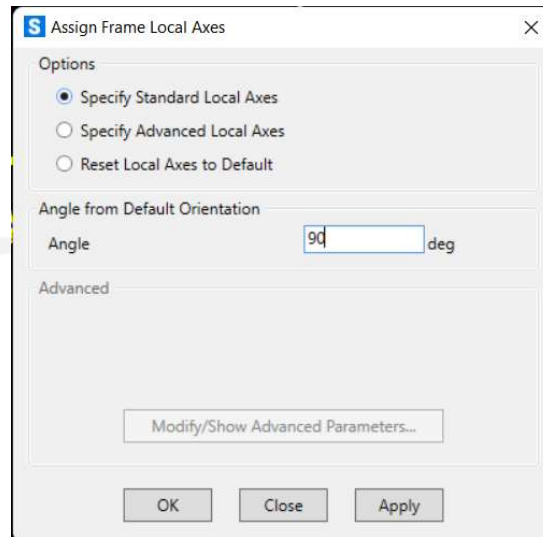 S Assign Frame Local Axes
Options
Specify Standard Local Axes
Specify Advanced Local Axes
Reset Local Axes to Default
Angle from Default Orientation
Angle 90 deg
Advanced
Modify/Show Advanced Parameters...
OK Close Apply